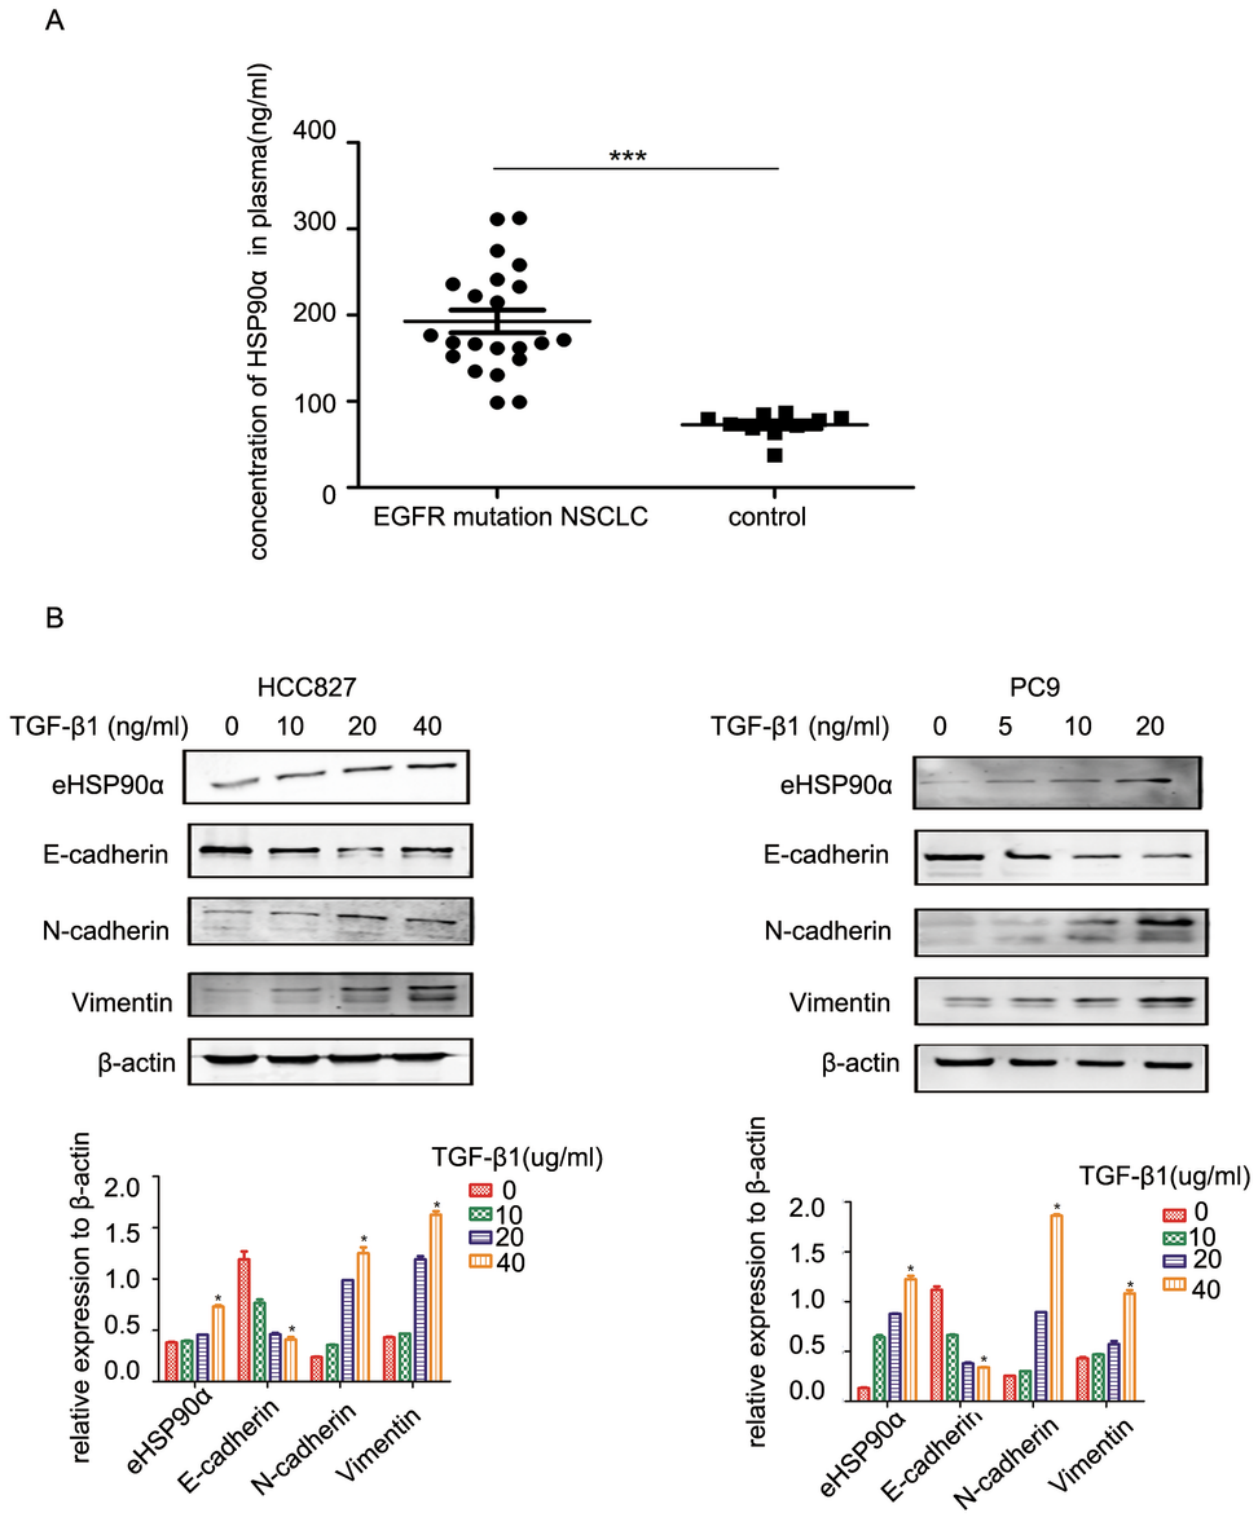 A
concentration of HSP90α in plasma(ng/ml)
400
300
200
100
0
***
EGFR mutation NSCLC
control
B
HCC827
TGF-β1 (ng/ml) 0 10 20 40
eHSP90α
E-cadherin
N-cadherin
Vimentin
β-actin
PC9
TGF-β1 (ng/ml) 0 5 10 20
eHSP90α
E-cadherin
N-cadherin
Vimentin
β-actin
relative expression to β-actin
2.0
1.5
1.0
0.5
0.0
*
*
*
*
TGF-β1(ug/ml)
0
10
20
40
eHSP90α
E-cadherin
N-cadherin
Vimentin
relative expression to β-actin
2.0
1.5
1.0
0.5
0.0
*
*
*
*
TGF-β1(ug/ml)
0
10
20
40
eHSP90α
E-cadherin
N-cadherin
Vimentin